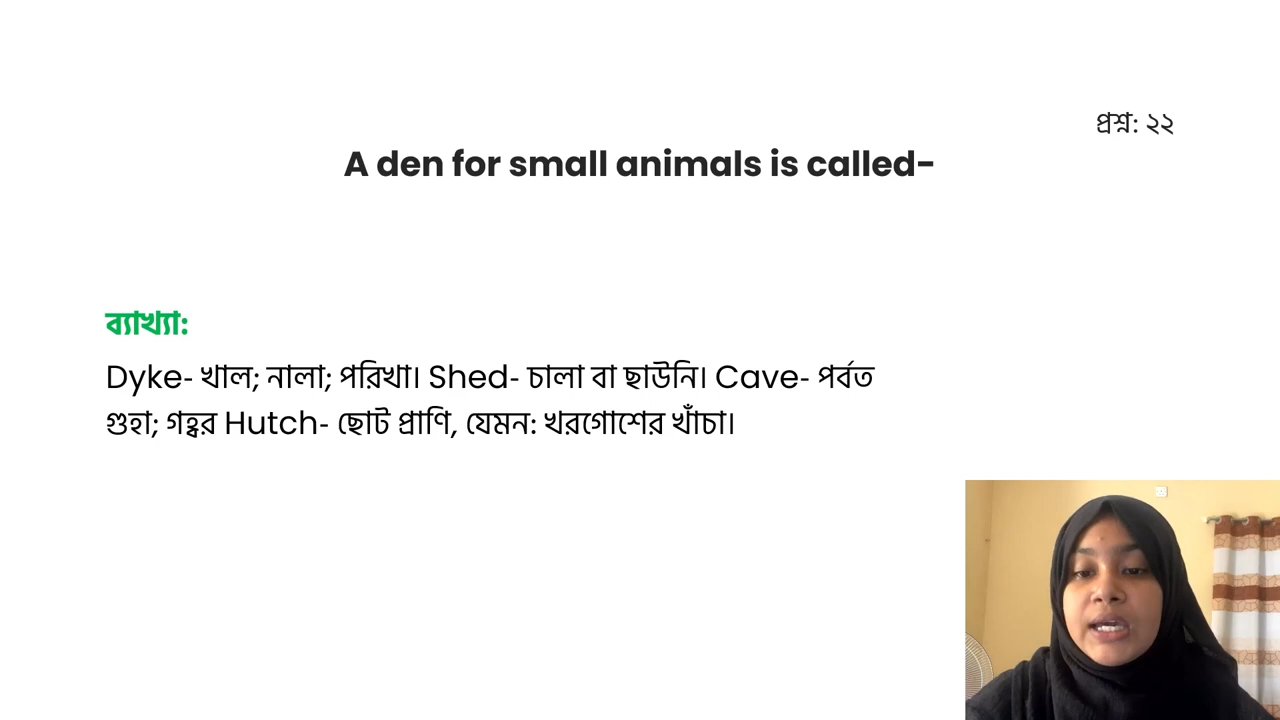 প্রশ্ন: ২২
A den for small animals is called-
ব্যাখ্যা:
Dyke- খাল; নালা; পরিখা। Shed- চালা বা ছাউনি। Cave- পর্বত
গুহা; গহ্বর Hutch- ছোট প্রাণি, যেমন: খরগোশের খাঁচা।